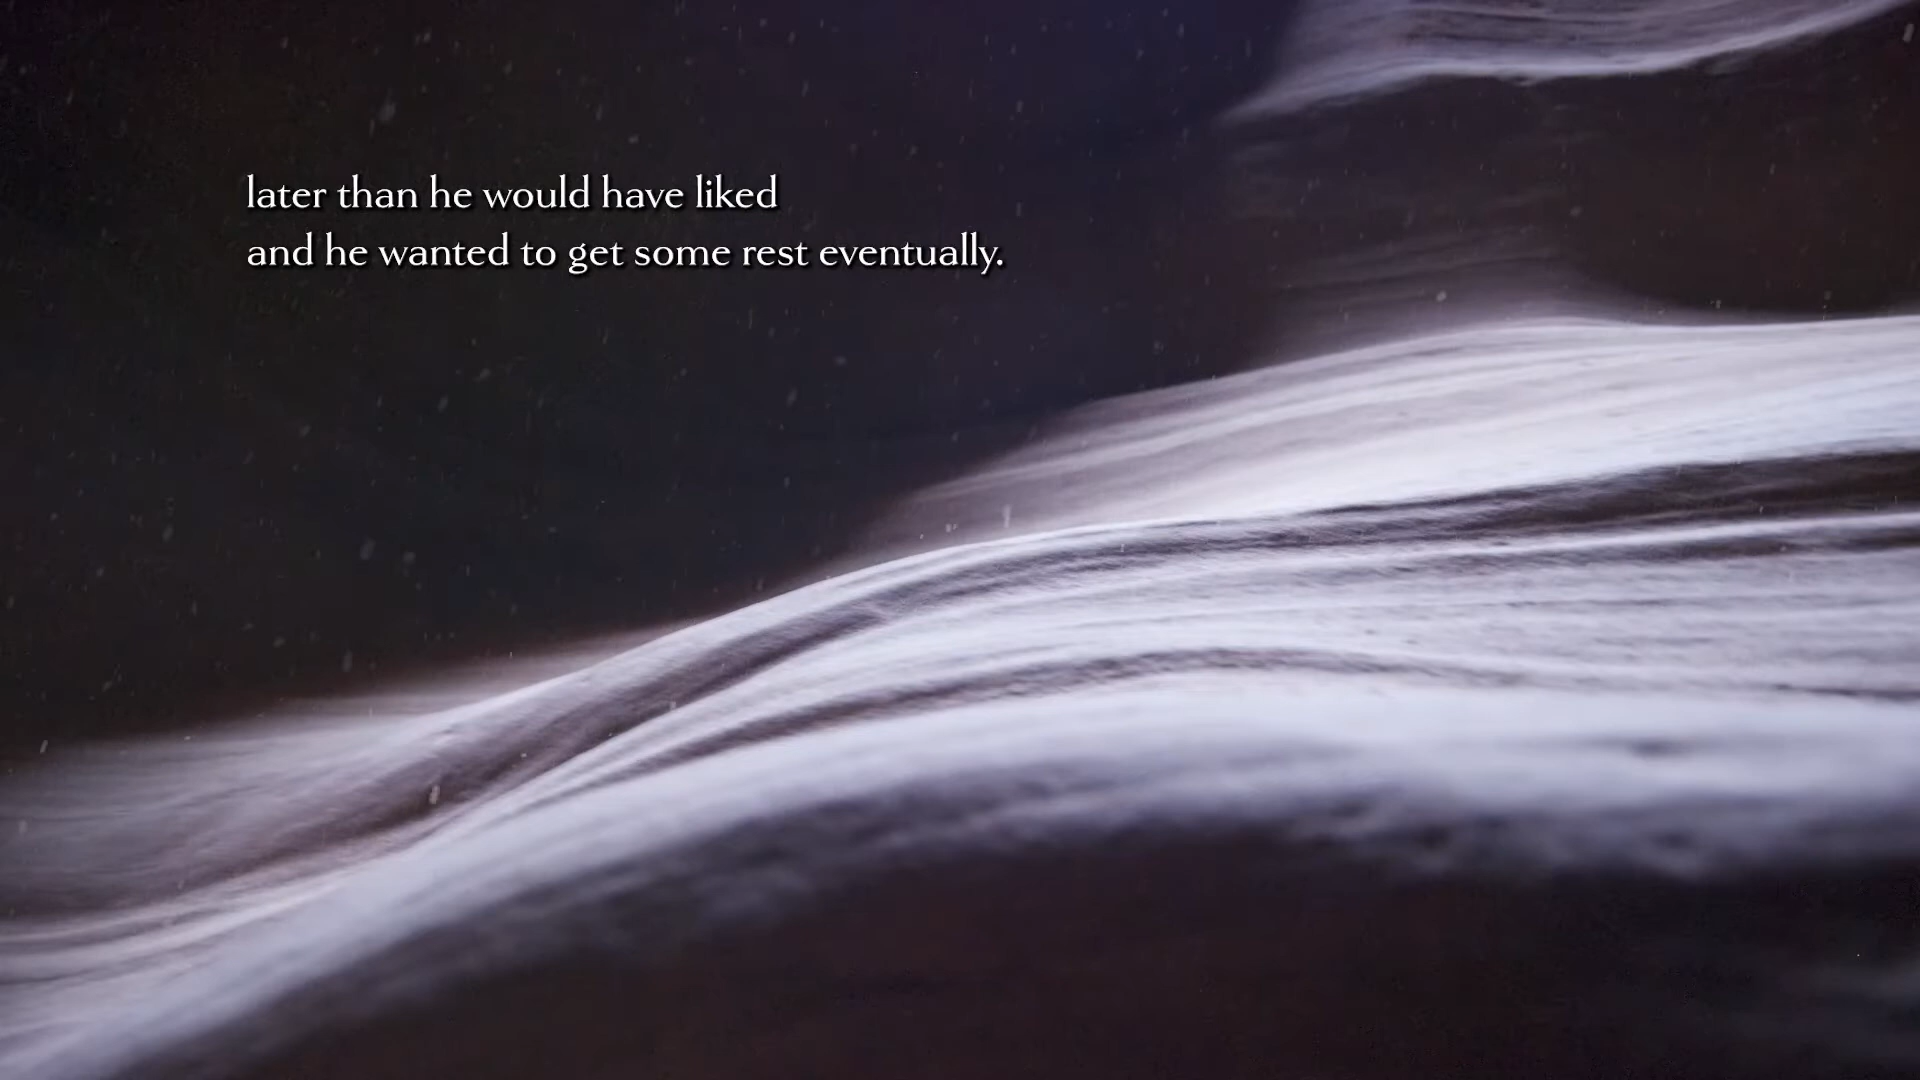 later than he would have liked
and he wanted to get some rest eventually.